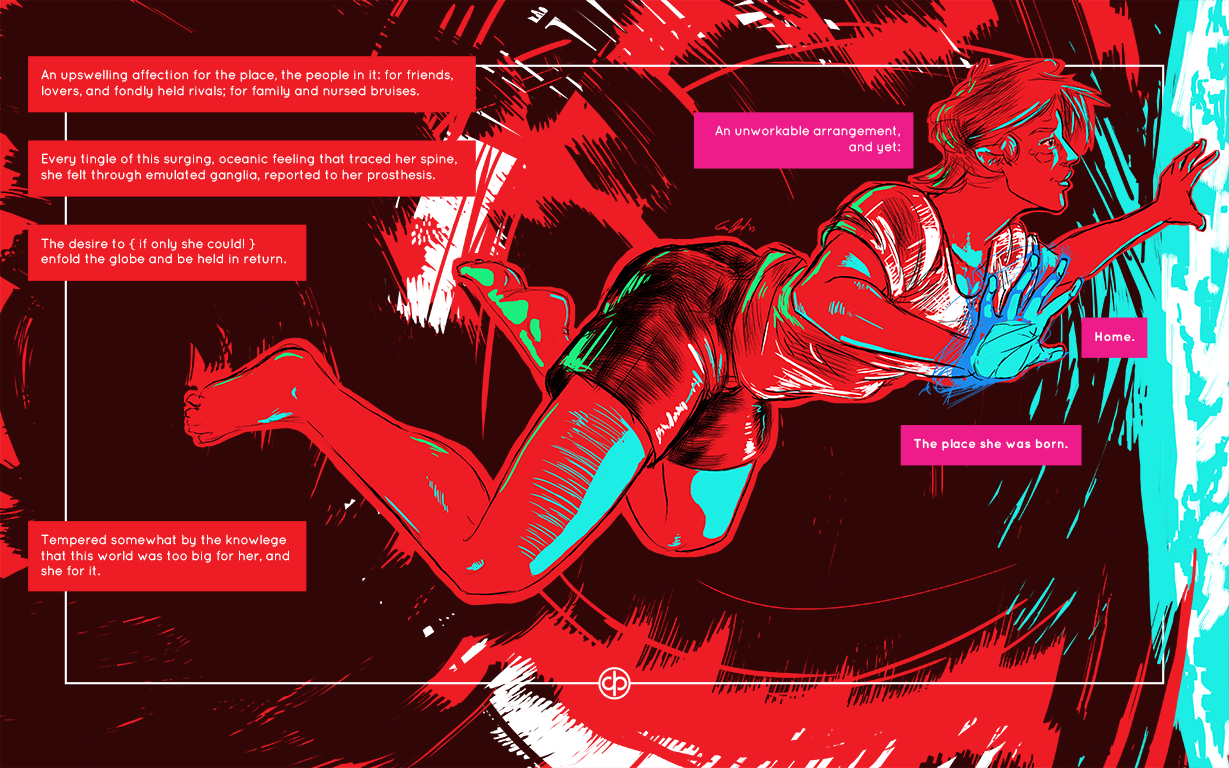 An upswelling affection for the place, the people in it: for friends,
lovers, and fondly held rivals; for family and nursed bruises.
Every tingle of this surging, oceanic feeling that traced her spine,
she felt through emulated ganglia, reported to her prosthesis.
The desire to { if only she could! }
enfold the globe and be held in return.
Tempered somewhat by the knowlege
that this world was too big for her, and
she for it.
An unworkable arrangement,
and yet:
Home.
The place she was born.